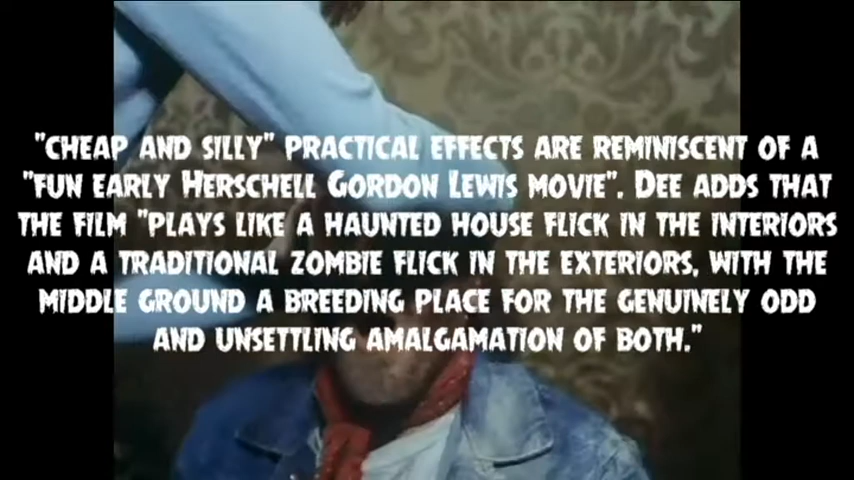 "CHEAP AND SILLY" PRACTICAL EFFECTS ARE REMINISCENT OF A
"FUN EARLY HERSCHELL GORDON LEWIS MOVIE". DEE ADDS THAT
THE FILM "PLAYS LIKE A HAUNTED HOUSE FLICK IN THE INTERIORS
AND A TRADITIONAL ZOMBIE FLICK IN THE EXTERIORS, WITH THE
MIDDLE GROUND A BREEDING PLACE FOR THE GENUINELY ODD
AND UNSETTLING AMALGAMATION OF BOTH."